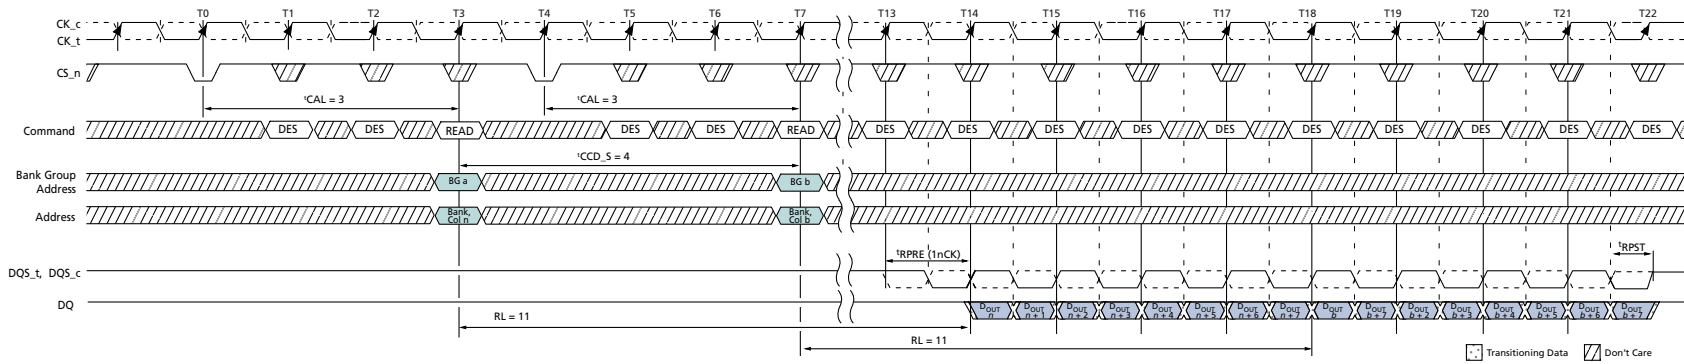 T0 T1 T2 T3 T4 T5 T6 T7 T13 T14 T15 T16 T17 T18 T19 T20 T21 T22
CK_c
CK_t
CS_n
tCAL = 3 tCAL = 3
Command DES DES READ DES DES READ DES DES DES DES DES DES DES DES DES DES
tCCD_S = 4
Bank Group
Address BG a BG b
Address Bank, Col n Bank, Col b
tRPRE (1nCK) tRPST
DQS_t, DQS_c
DQ DOUT n DOUT n + 1 DOUT n + 2 DOUT n + 3 DOUT n + 4 DOUT n + 5 DOUT n + 6 DOUT n + 7 DOUT b DOUT b + 7 DOUT b + 2 DOUT b + 3 DOUT b + 4 DOUT b + 5 DOUT b + 6 DOUT b + 7
RL = 11
RL = 11
Transitioning Data Don't Care